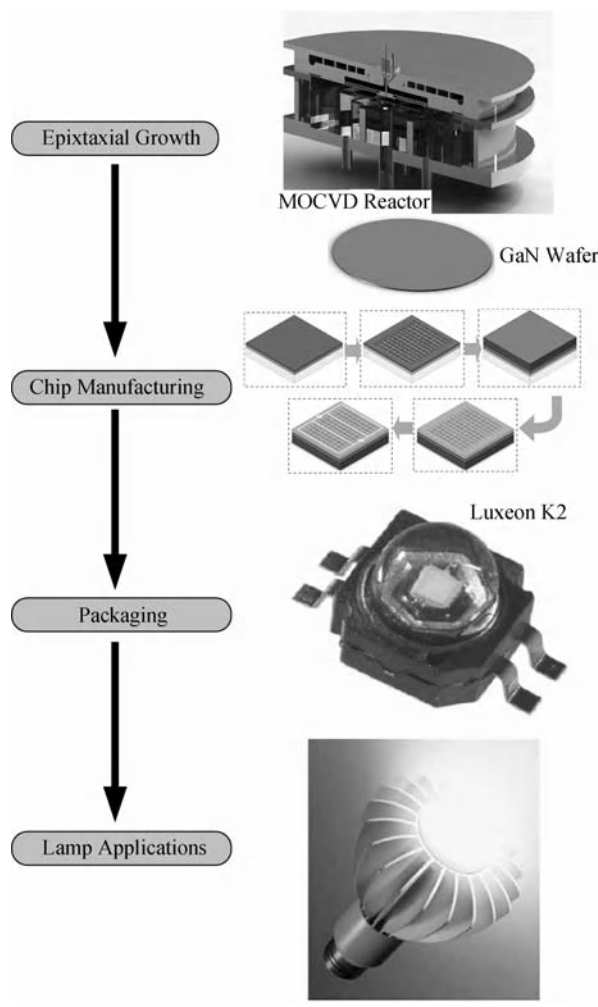 Epixtaxial Growth
MOCVD Reactor
GaN Wafer
Chip Manufacturing
Luxeon K2
Packaging
Lamp Applications